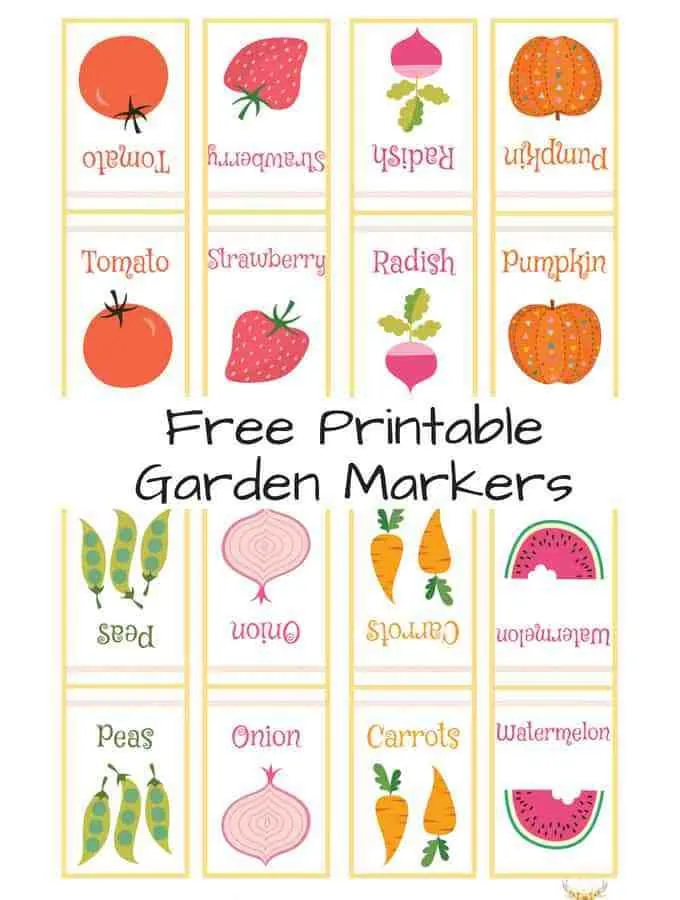 Tomato Strawberry Radish Pumpkin
Tomato Strawberry Radish Pumpkin
Free Printable
Garden Markers
Peas Onion Carrots Watermelon
Peas Onion Carrots Watermelon